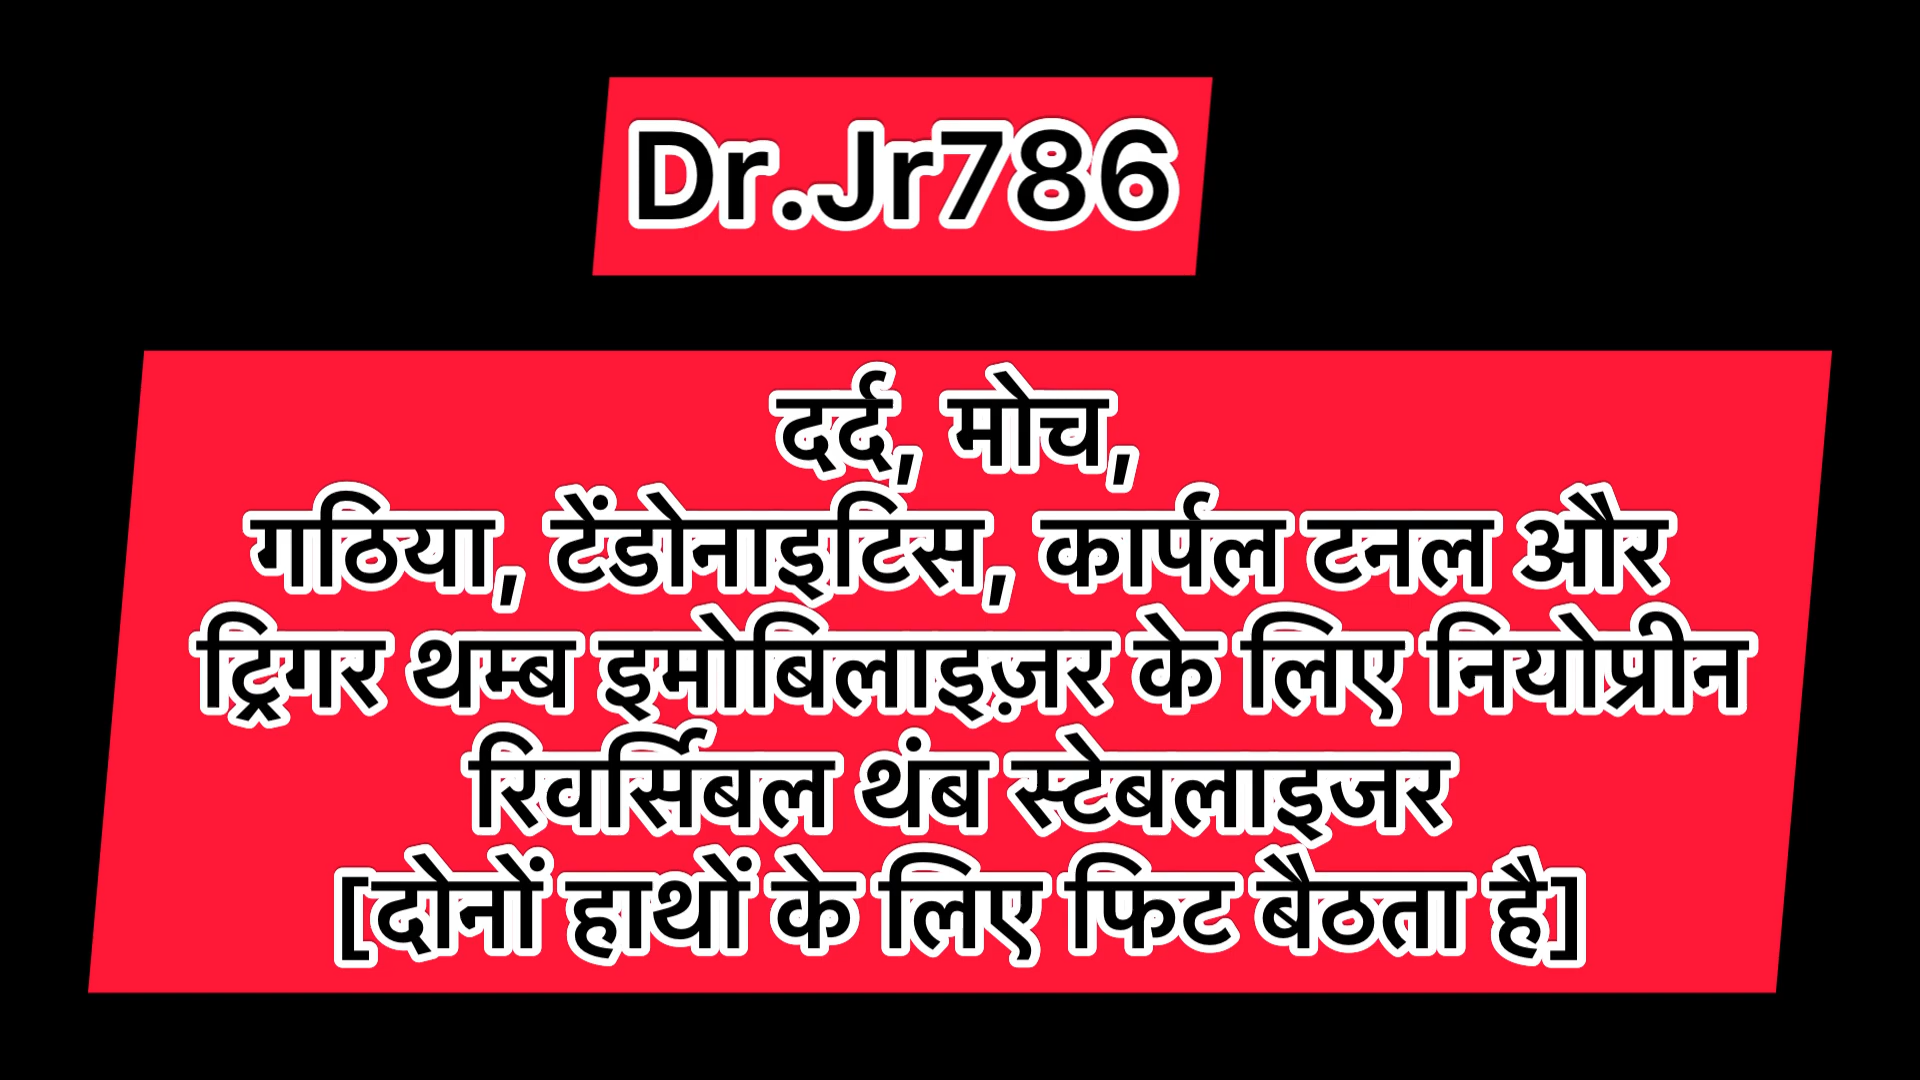 Dr.Jr786
दर्द, मोच,
गठिया, टेंडोनाइटिस, कार्पल टनल और
ट्रिगर थम्ब इमोबिलाइज़र के लिए नियोप्रीन
रिवर्सिबल थंब स्टेबलाइजर
[दोनों हाथों के लिए फिट बैठता है]